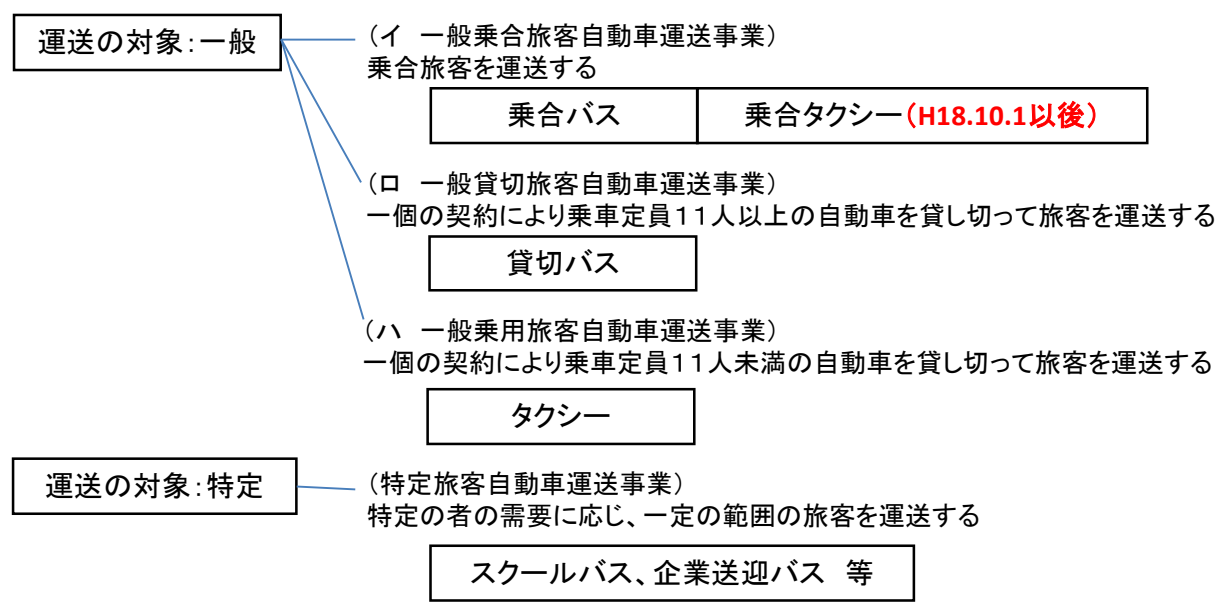 運送の対象:一般
（イ　一般乗合旅客自動車運送事業）
乗合旅客を運送する
乗合バス
乗合タクシー（H18.10.1以後）
（ロ　一般貸切旅客自動車運送事業）
一個の契約により乗車定員１１人以上の自動車を貸し切って旅客を運送する
貸切バス
（ハ　一般乗用旅客自動車運送事業）
一個の契約により乗車定員１１人未満の自動車を貸し切って旅客を運送する
タクシー
運送の対象:特定
（特定旅客自動車運送事業）
特定の者の需要に応じ、一定の範囲の旅客を運送する
スクールバス、企業送迎バス　等